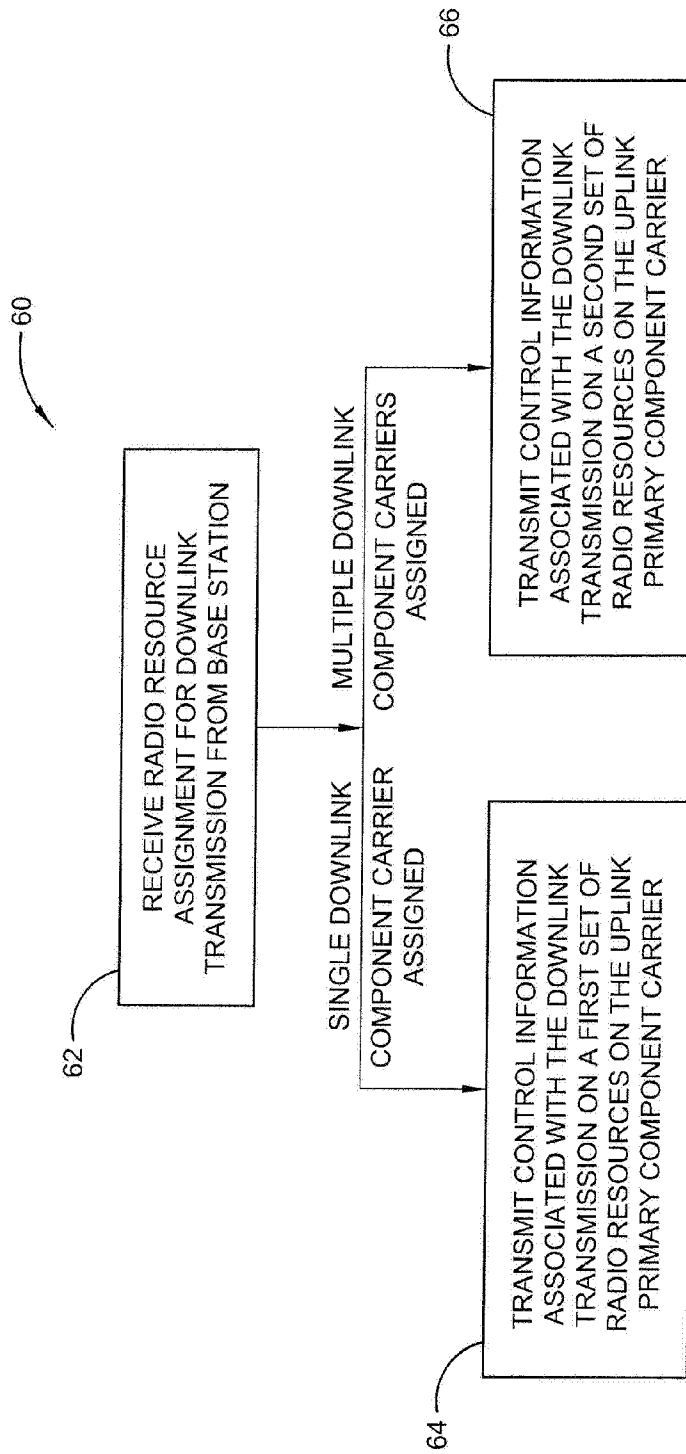 60
62
RECEIVE RADIO RESOURCE
ASSIGNMENT FOR DOWNLINK
TRANSMISSION FROM BASE STATION
SINGLE DOWNLINK
COMPONENT CARRIER
ASSIGNED
MULTIPLE DOWNLINK
COMPONENT CARRIERS
ASSIGNED
64
TRANSMIT CONTROL INFORMATION
ASSOCIATED WITH THE DOWNLINK
TRANSMISSION ON A FIRST SET OF
RADIO RESOURCES ON THE UPLINK
PRIMARY COMPONENT CARRIER
66
TRANSMIT CONTROL INFORMATION
ASSOCIATED WITH THE DOWNLINK
TRANSMISSION ON A SECOND SET OF
RADIO RESOURCES ON THE UPLINK
PRIMARY COMPONENT CARRIER